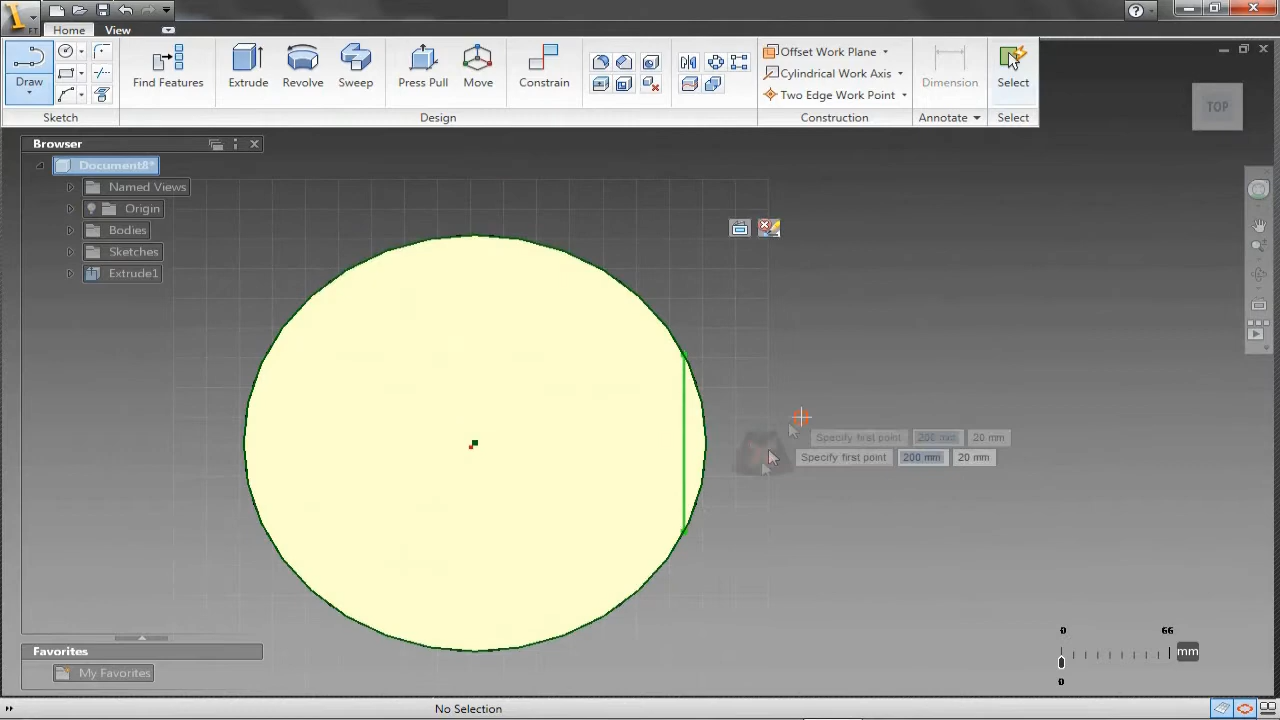 FT
Home View
Draw
Find Features Extrude Revolve Sweep Press Pull Move Constrain
Offset Work Plane
Cylindrical Work Axis
Two Edge Work Point
Dimension Select
Sketch Design Construction Annotate Select
TOP
Browser
Document8*
Named Views
Origin
Bodies
Sketches
Extrude1
Specify first point 200 mm 20 mm
Specify first point 200 mm 20 mm
0 66
mm
0
Favorites
My Favorites
No Selection